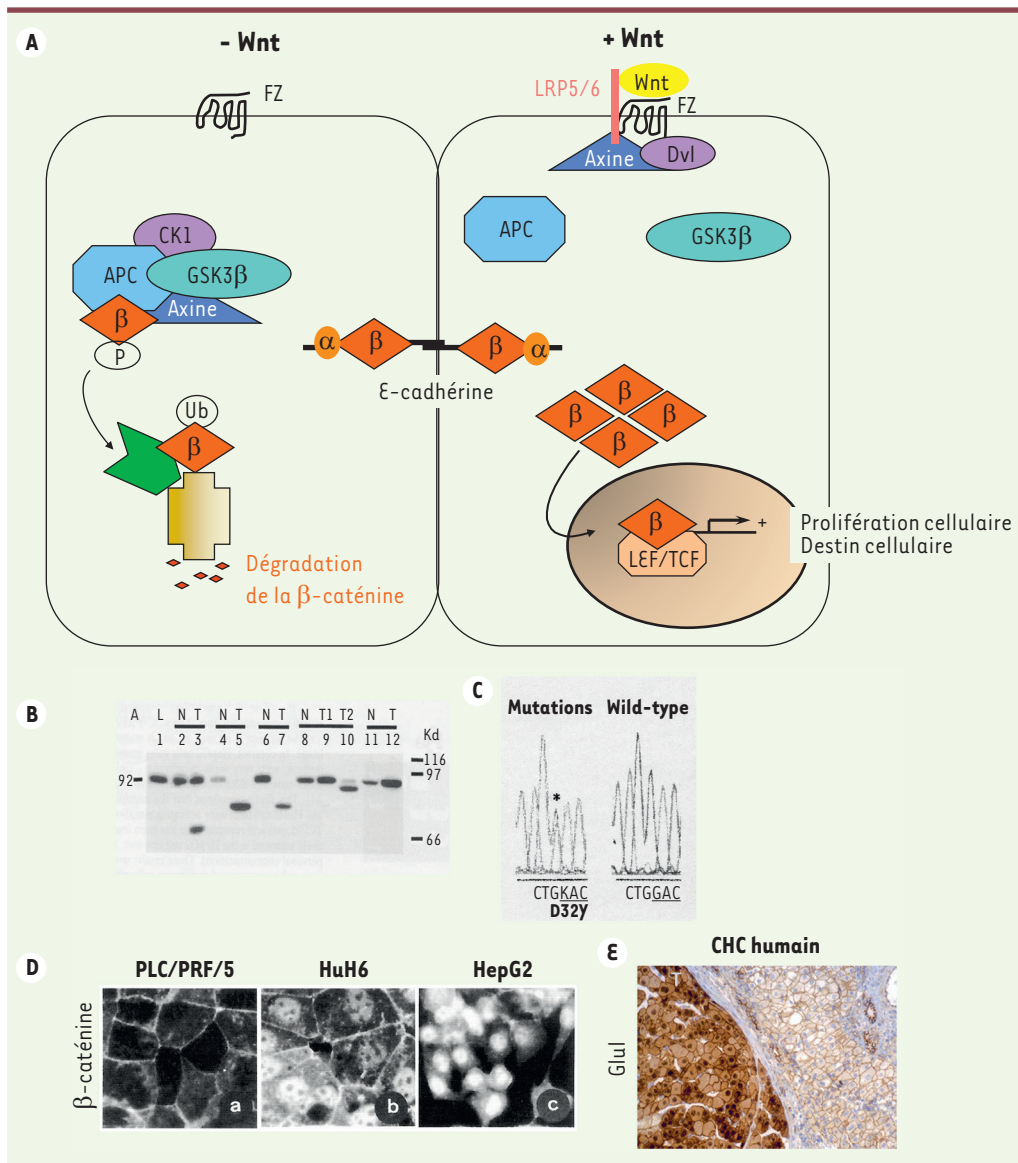 A
- Wnt
+ Wnt
FZ
LRP5/6
Wnt
FZ
Axine
Dvl
CK1
APC
GSK3β
Axine
β
P
APC
GSK3β
α
β
β
α
E-cadhérine
Ub
β
β
β
β
β
Dégradation
de la β-caténine
β
LEF/TCF
+
Prolifération cellulaire
Destin cellulaire
B
A L N T N T N T N T1 T2 N T
1 2 3 4 5 6 7 8 9 10 11 12
Kd
92
116
97
66
C
Mutations Wild-type
*
CTGKAC CTGGAC
D32Y
D
PLC/PRF/5 HuH6 HepG2
β-caténine
a b c
E
CHC humain
T
Glul